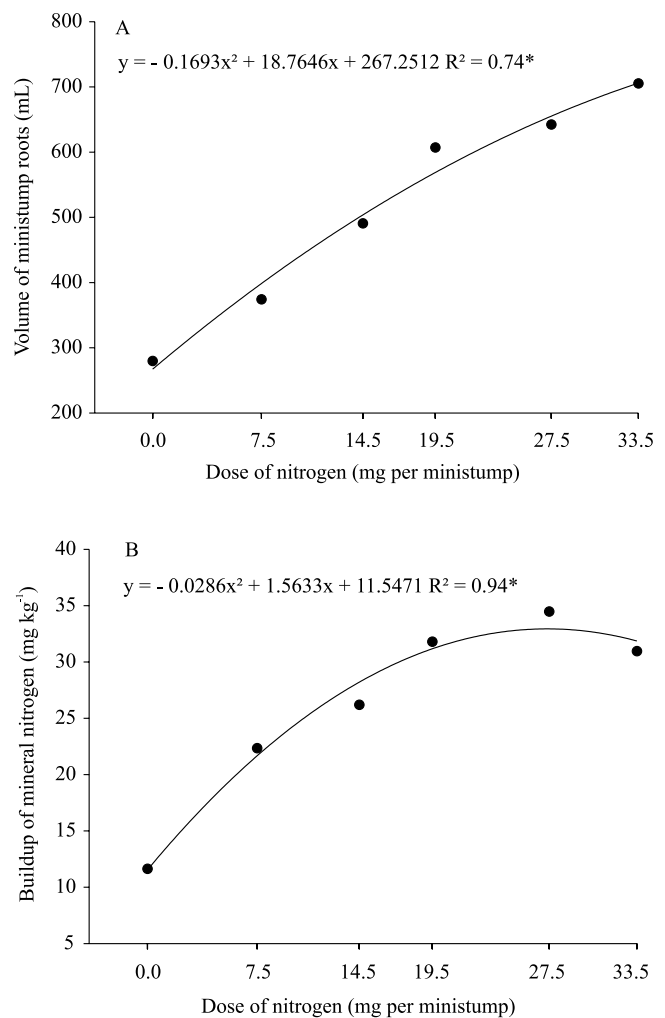 A
y = - 0.1693x² + 18.7646x + 267.2512 R² = 0.74*
Volume of ministump roots (mL)
800
700
600
500
400
300
200
0.0 7.5 14.5 19.5 27.5 33.5
Dose of nitrogen (mg per ministump)
B
y = - 0.0286x² + 1.5633x + 11.5471 R² = 0.94*
Buildup of mineral nitrogen (mg kg⁻¹)
40
35
30
25
20
15
10
5
0.0 7.5 14.5 19.5 27.5 33.5
Dose of nitrogen (mg per ministump)